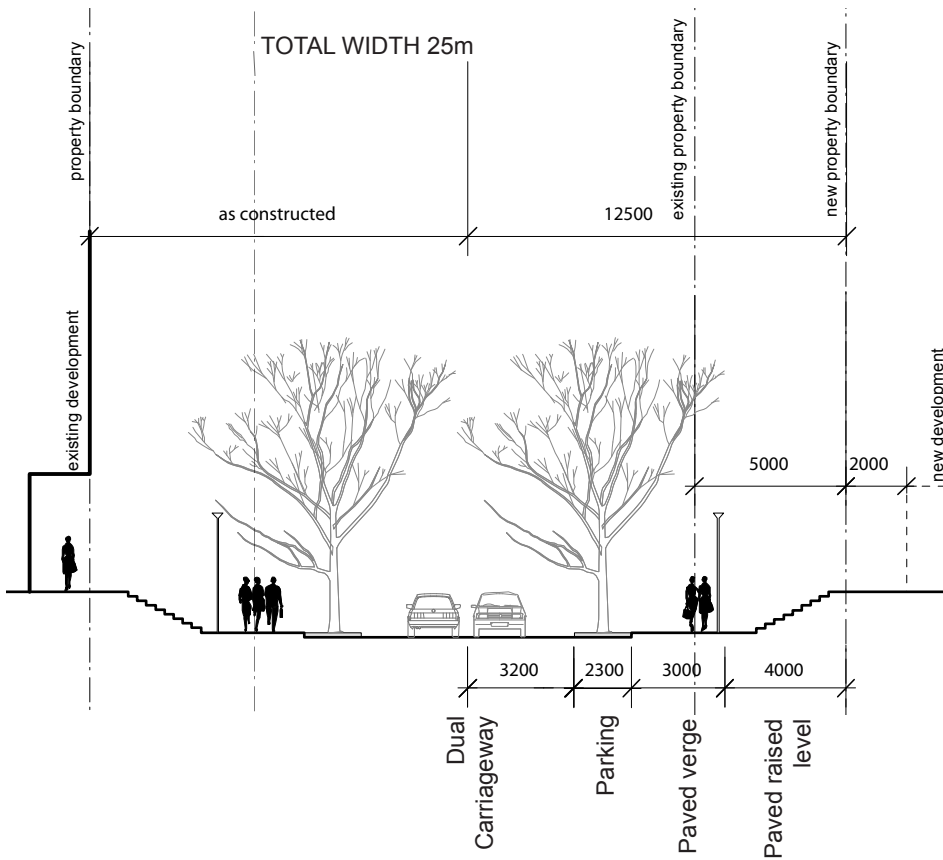 TOTAL WIDTH 25m
property boundary
existing property boundary
new property boundary
as constructed
12500
existing development
new development
5000
2000
3200
2300
3000
4000
Dual
Carriageway
Parking
Paved verge
Paved raised
level